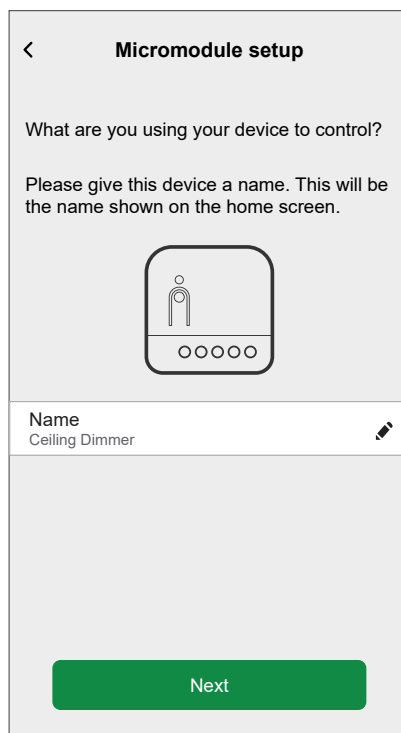 Micromodule setup
What are you using your device to control?
Please give this device a name. This will be
the name shown on the home screen.
Name
Ceiling Dimmer
Next